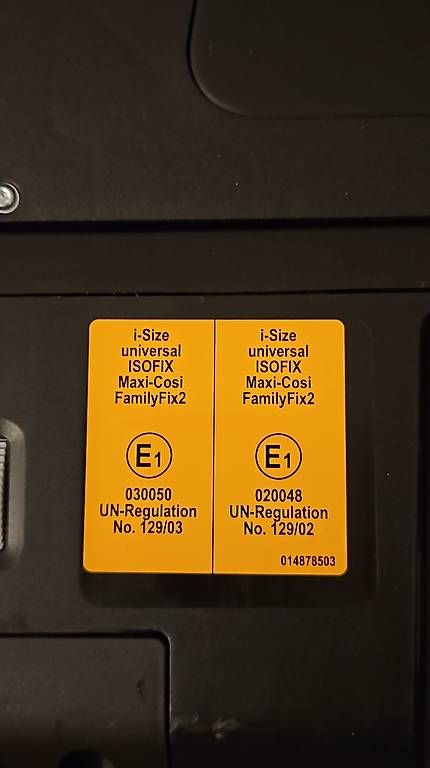 i-Size
universal
ISOFIX
Maxi-Cosi
FamilyFix2
E1
030050
UN-Regulation
No. 129/03
i-Size
universal
ISOFIX
Maxi-Cosi
FamilyFix2
E1
020048
UN-Regulation
No. 129/02
014878503